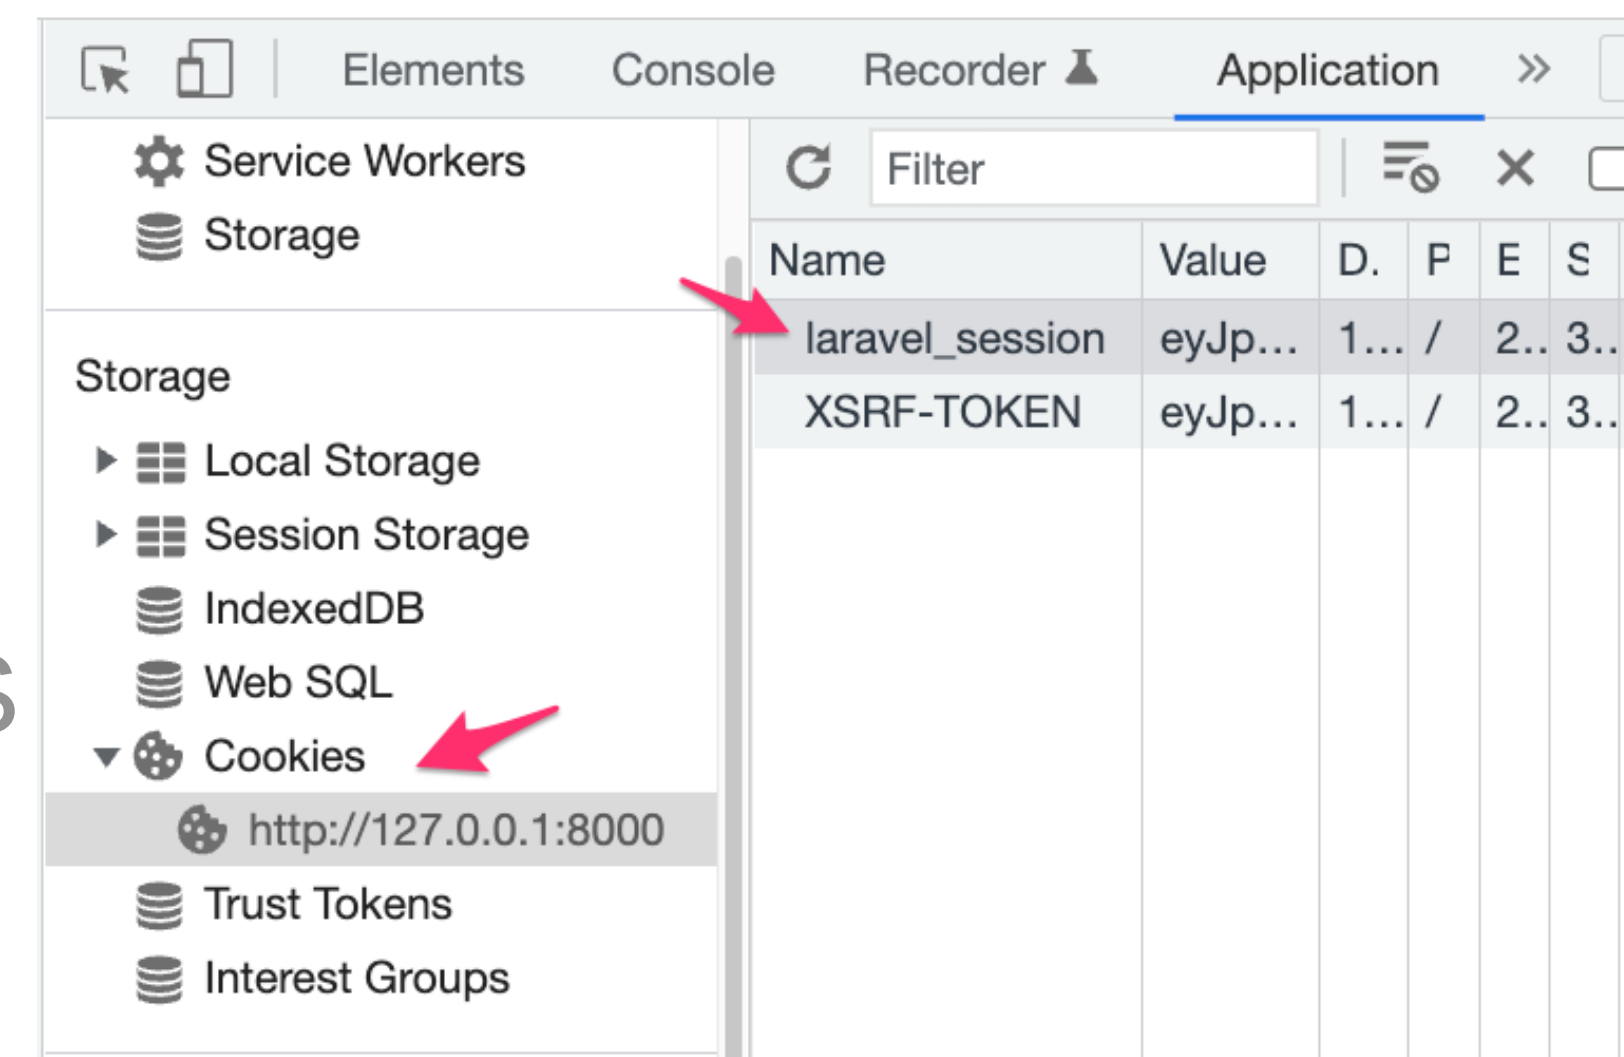 Elements Console Recorder Application
Service Workers
Storage
Storage
Local Storage
Session Storage
IndexedDB
Web SQL
Cookies
http://127.0.0.1:8000
Trust Tokens
Interest Groups
Filter
Name Value D. P E S
laravel_session eyJp... 1... / 2.. 3..
XSRF-TOKEN eyJp... 1... / 2.. 3..
s